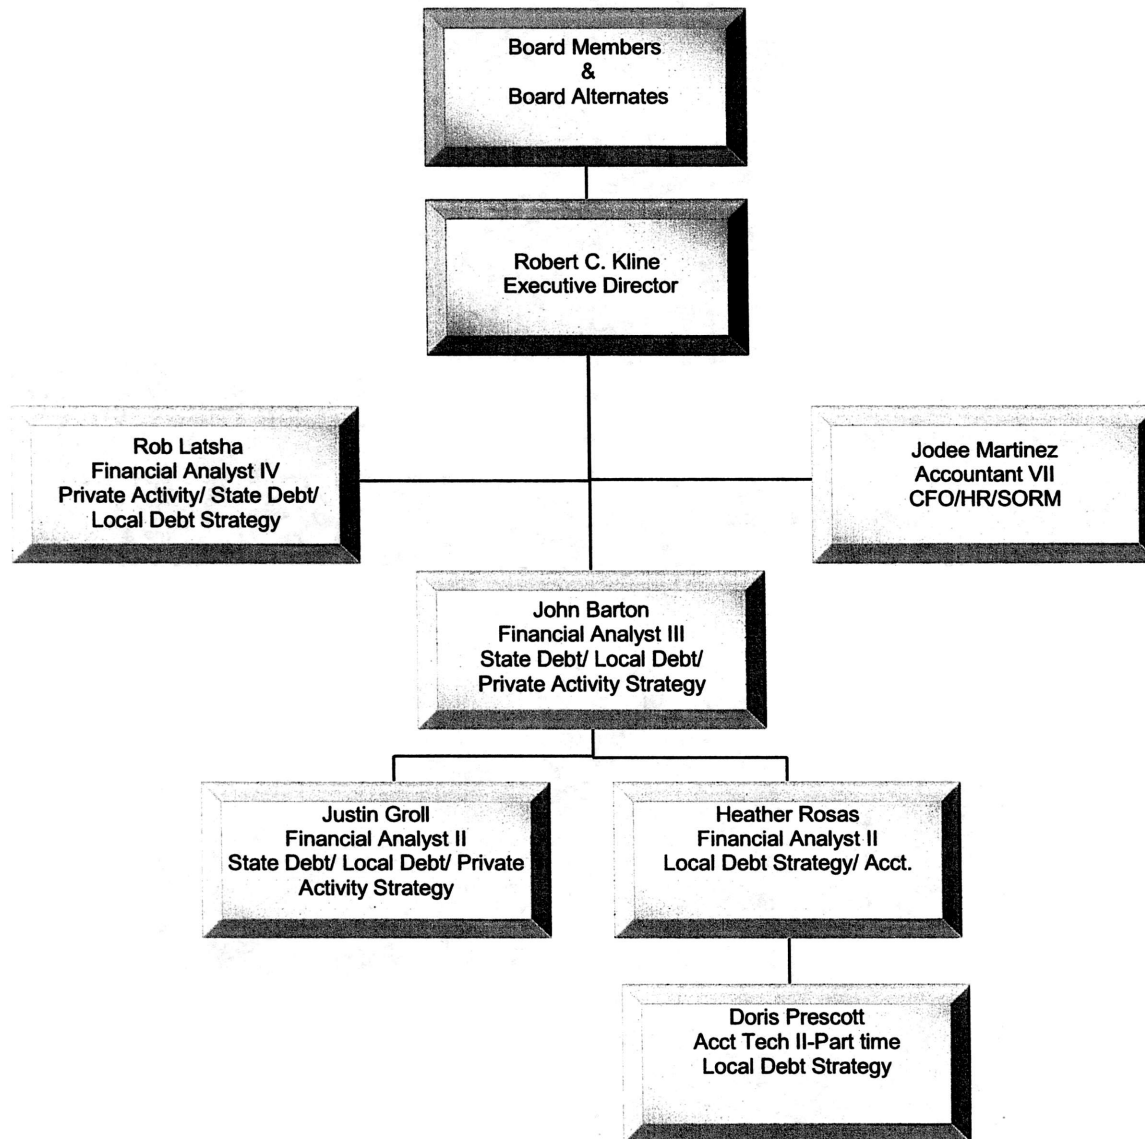 Board Members
&
Board Alternates
Robert C. Kline
Executive Director
Rob Latsha
Financial Analyst IV
Private Activity/ State Debt/
Local Debt Strategy
Jodee Martinez
Accountant VII
CFO/HR/SORM
John Barton
Financial Analyst III
State Debt/ Local Debt/
Private Activity Strategy
Justin Groll
Financial Analyst II
State Debt/ Local Debt/ Private
Activity Strategy
Heather Rosas
Financial Analyst II
Local Debt Strategy/ Acct.
Doris Prescott
Acct Tech II-Part time
Local Debt Strategy